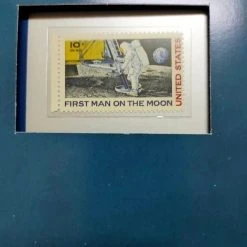 10¢
UNITED STATES
FIRST MAN ON THE MOON